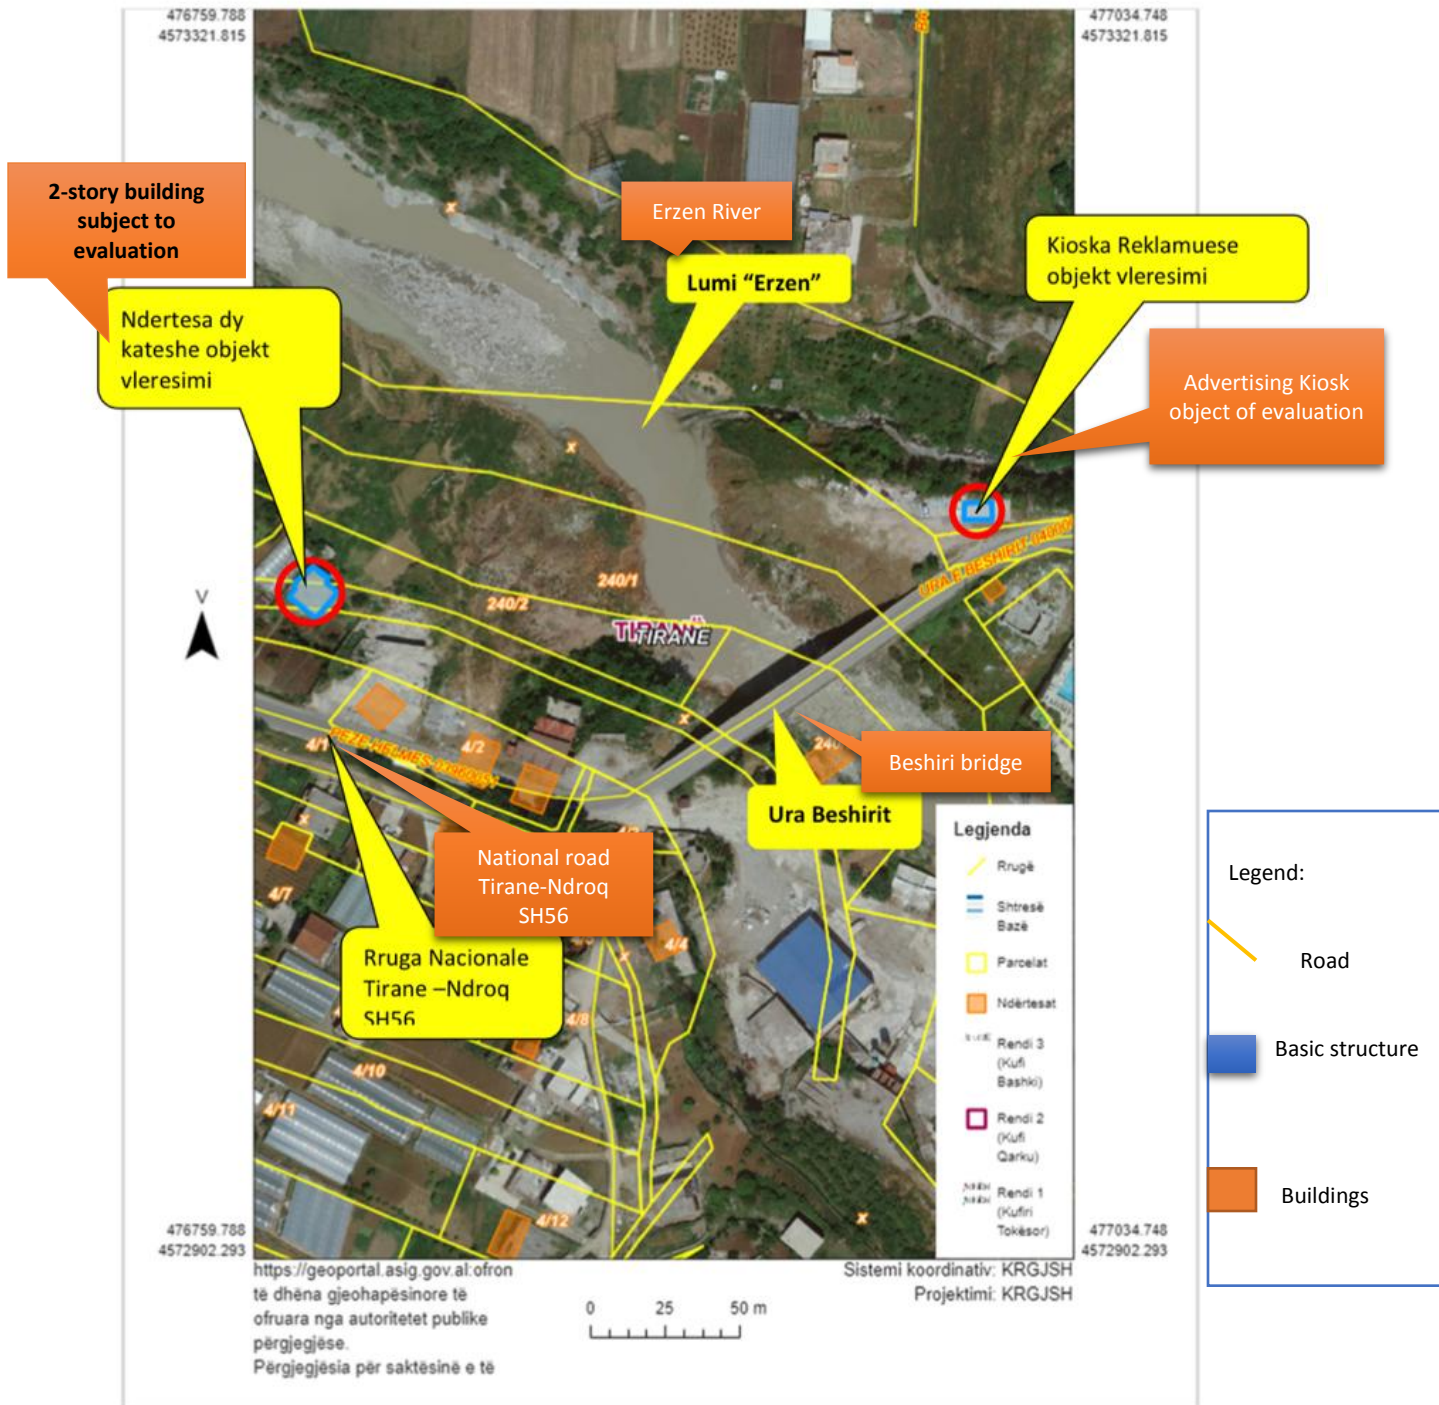 476759.788
4573321.815
477034.748
4573321.815
2-story building
subject to
evaluation
Erzen River
Kioska Reklamuese
objekt vleresimi
Lumi “Erzen”
Ndertesa dy
kateshe objekt
vleresimi
Advertising Kiosk
object of evaluation
URA E BESHIRIT
240/1
240/2
TIRANË
TIRANE
V
x
x
x
4/1
PEZE-HELMES
4/2
Beshiri bridge
Ura Beshirit
National road
Tirane-Ndroq
SH56
x
4/7
4/4
x
Rruga Nacionale
Tirane –Ndroq
SH56
4/8
4/10
4/11
4/12
x
Legjenda
Rrugë
Shtresë
Bazë
Parcelat
Ndërtesat
Rendi 3
(Kufi
Bashki)
Rendi 2
(Kufi
Qarku)
Rendi 1
(Kufiri
Tokësor)
Legend:
Road
Basic structure
Buildings
476759.788
4572902.293
477034.748
4572902.293
https://geoportal.asig.gov.al:ofron
të dhëna gjeohapësinore të
ofruara nga autoritetet publike
përgjegjëse.
Përgjegjësia për saktësinë e të
0 25 50 m
Sistemi koordinativ: KRGJSH
Projektimi: KRGJSH